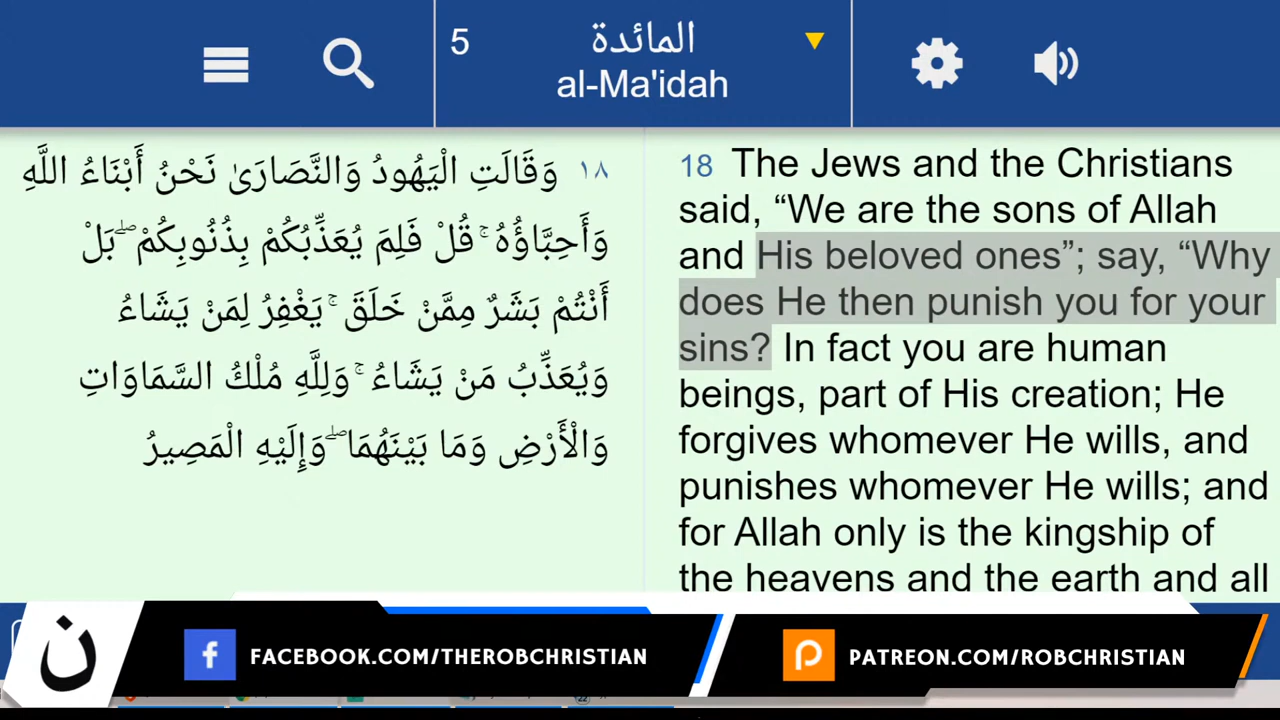 5
المائدة
al-Ma'idah
١٨ وَقَالَتِ الْيَهُودُ وَالنَّصَارَىٰ نَحْنُ أَبْنَاءُ اللَّهِ
وَأَحِبَّاؤُهُ ۚ قُلْ فَلِمَ يُعَذِّبُكُمْ بِذُنُوبِكُمْ ۖ بَلْ
أَنْتُمْ بَشَرٌ مِمَّنْ خَلَقَ ۚ يَغْفِرُ لِمَنْ يَشَاءُ
وَيُعَذِّبُ مَنْ يَشَاءُ ۚ وَلِلَّهِ مُلْكُ السَّمَاوَاتِ
وَالْأَرْضِ وَمَا بَيْنَهُمَا ۖ وَإِلَيْهِ الْمَصِيرُ
18 The Jews and the Christians
said, “We are the sons of Allah
and His beloved ones”; say, “Why
does He then punish you for your
sins? In fact you are human
beings, part of His creation; He
forgives whomever He wills, and
punishes whomever He wills; and
for Allah only is the kingship of
the heavens and the earth and all
ن
FACEBOOK.COM/THEROBCHRISTIAN
PATREON.COM/ROBCHRISTIAN